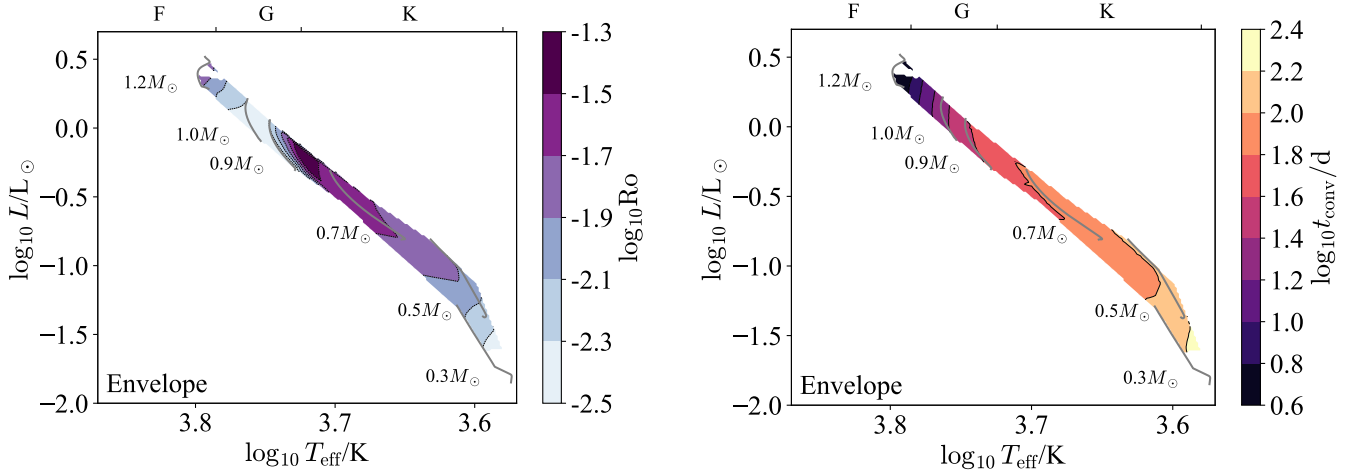 F G K
0.5
0.0
−0.5
−1.0
−1.5
−2.0
log₁₀ L/L☉
1.2M☉
1.0M☉
0.9M☉
0.7M☉
0.5M☉
0.3M☉
Envelope
3.8 3.7 3.6
log₁₀ T_eff/K
-1.3
-1.5
-1.7
-1.9
-2.1
-2.3
-2.5
log₁₀Ro
F G K
0.5
0.0
−0.5
−1.0
−1.5
−2.0
log₁₀ L/L☉
1.2M☉
1.0M☉
0.9M☉
0.7M☉
0.5M☉
0.3M☉
Envelope
3.8 3.7 3.6
log₁₀ T_eff/K
2.4
2.2
2.0
1.8
1.6
1.4
1.2
1.0
0.8
0.6
log₁₀t_conv/d